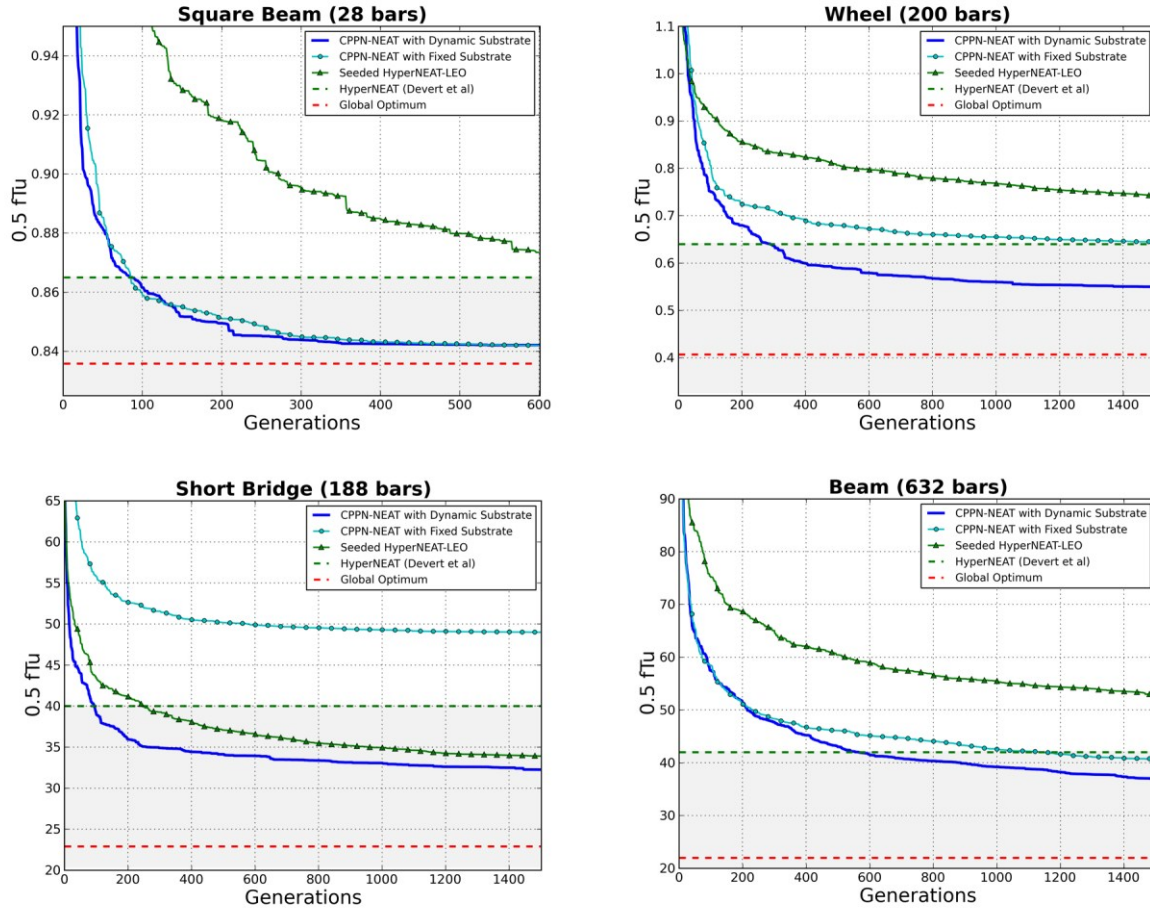 Square Beam (28 bars)
0.5 fTu
0.94
0.92
0.90
0.88
0.86
0.84
CPPN-NEAT with Dynamic Substrate
CPPN-NEAT with Fixed Substrate
Seeded HyperNEAT-LEO
HyperNEAT (Devert et al)
Global Optimum
0 100 200 300 400 500 600
Generations
Wheel (200 bars)
0.5 fTu
1.1
1.0
0.9
0.8
0.7
0.6
0.5
0.4
CPPN-NEAT with Dynamic Substrate
CPPN-NEAT with Fixed Substrate
Seeded HyperNEAT-LEO
HyperNEAT (Devert et al)
Global Optimum
0 200 400 600 800 1000 1200 1400
Generations
Short Bridge (188 bars)
0.5 fTu
65
60
55
50
45
40
35
30
25
20
CPPN-NEAT with Dynamic Substrate
CPPN-NEAT with Fixed Substrate
Seeded HyperNEAT-LEO
HyperNEAT (Devert et al)
Global Optimum
0 200 400 600 800 1000 1200 1400
Generations
Beam (632 bars)
0.5 fTu
90
80
70
60
50
40
30
20
CPPN-NEAT with Dynamic Substrate
CPPN-NEAT with Fixed Substrate
Seeded HyperNEAT-LEO
HyperNEAT (Devert et al)
Global Optimum
0 200 400 600 800 1000 1200 1400
Generations